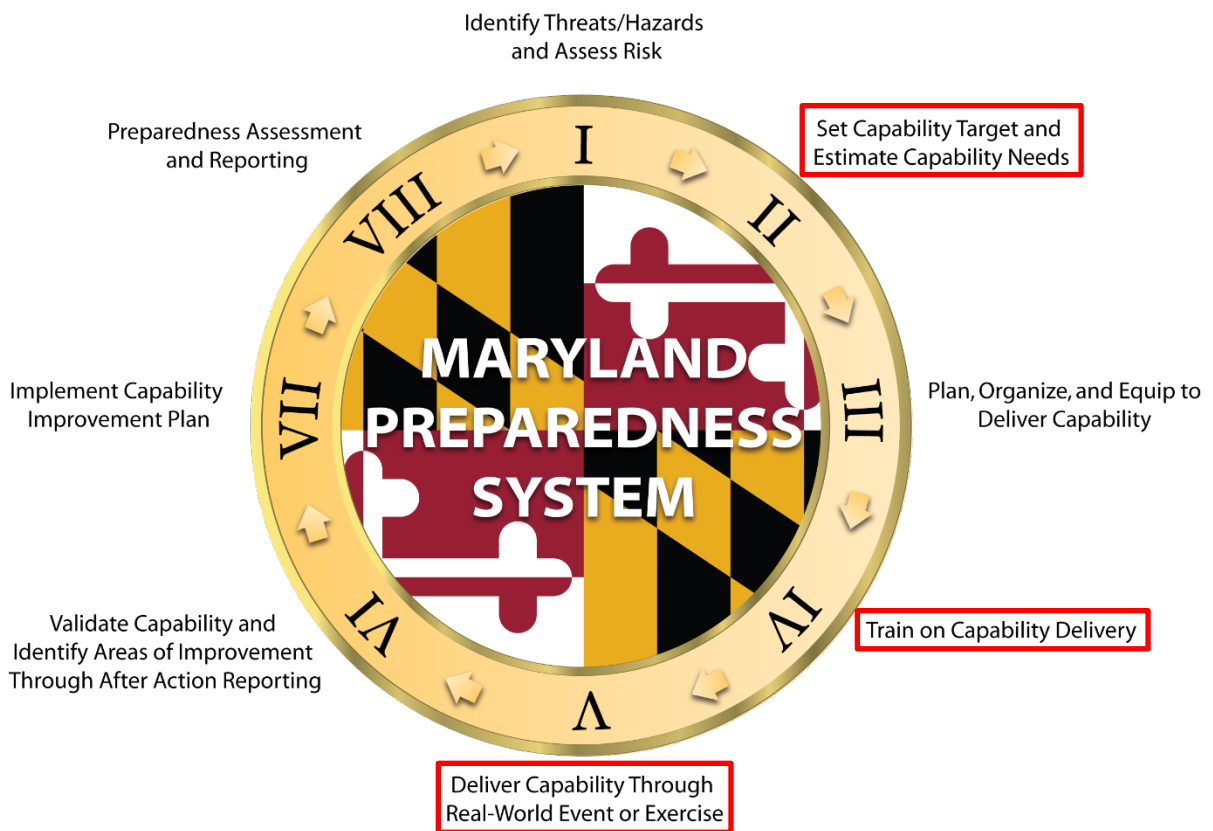 Identify Threats/Hazards
and Assess Risk
I
Set Capability Target and
Estimate Capability Needs
II
Plan, Organize, and Equip to
Deliver Capability
III
Train on Capability Delivery
IV
Deliver Capability Through
Real-World Event or Exercise
V
Validate Capability and
Identify Areas of Improvement
Through After Action Reporting
VI
Implement Capability
Improvement Plan
VII
Preparedness Assessment
and Reporting
VIII
MARYLAND
PREPAREDNESS
SYSTEM